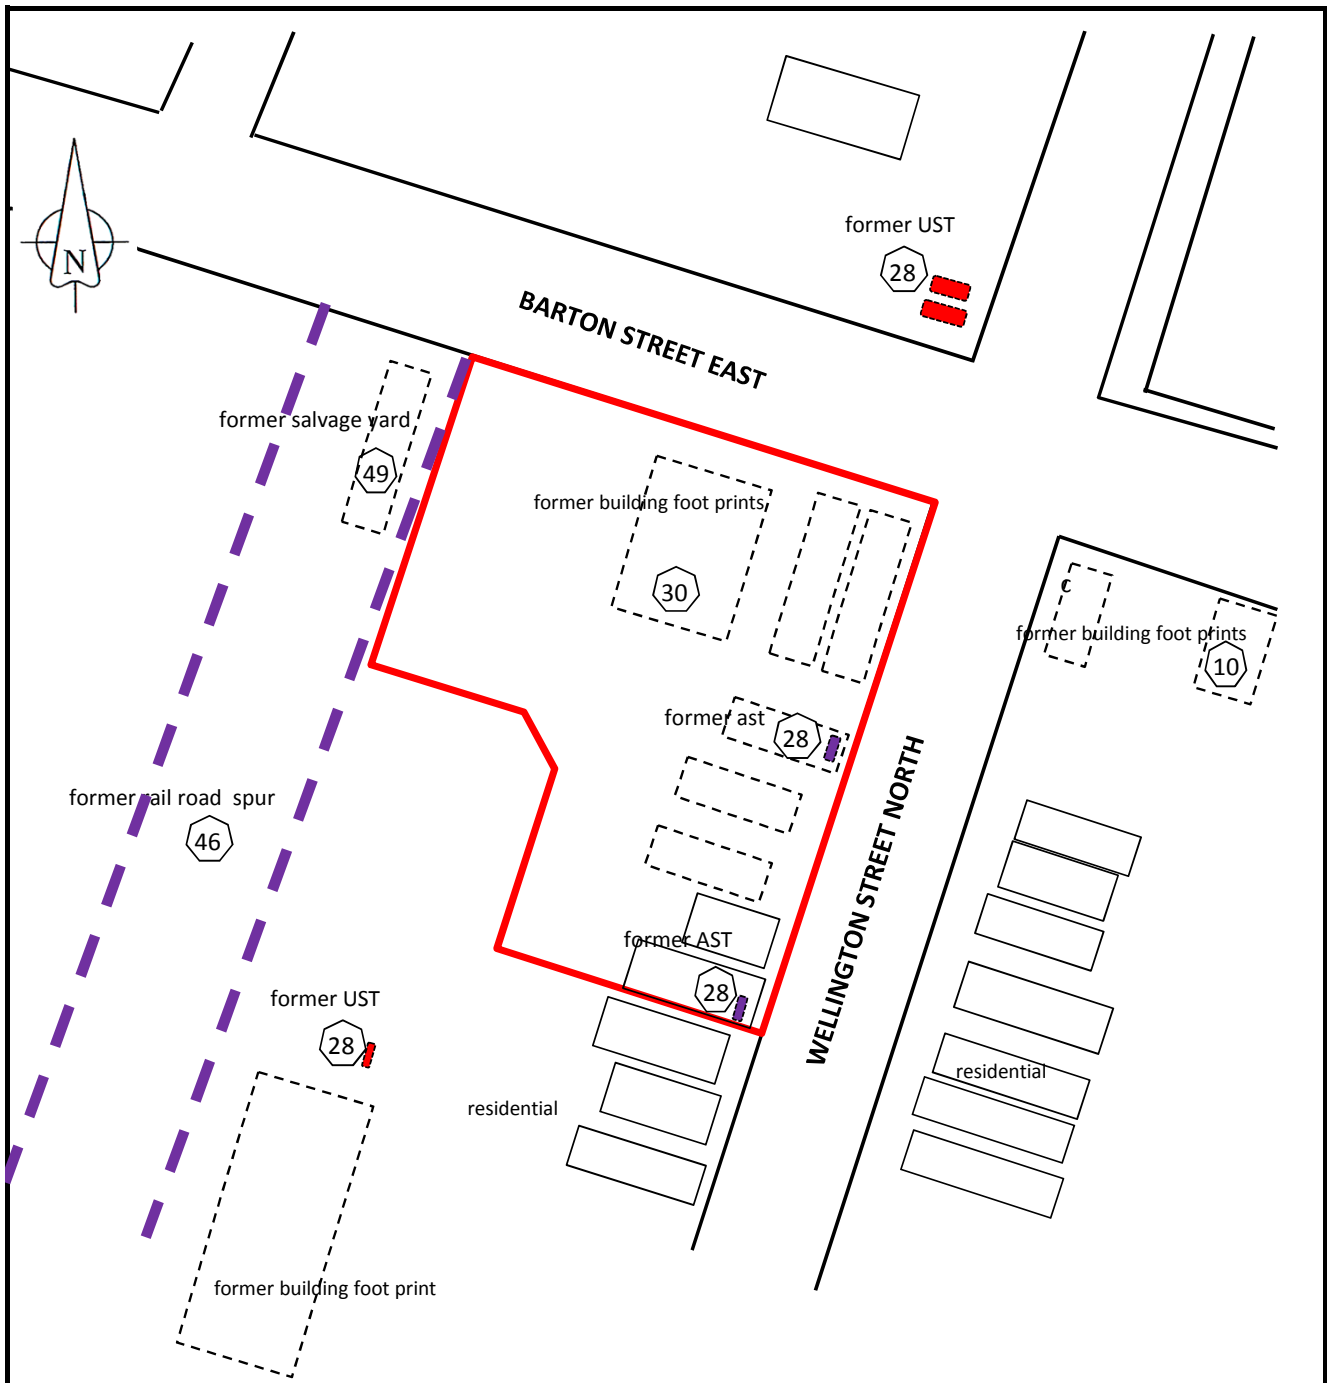 former UST
28
N
BARTON STREET EAST
former salvage yard
49
former building foot prints
30
c
former building foot prints
10
former ast
28
WELLINGTON STREET NORTH
former rail road spur
46
former AST
28
former UST
28
residential
residential
former building foot print